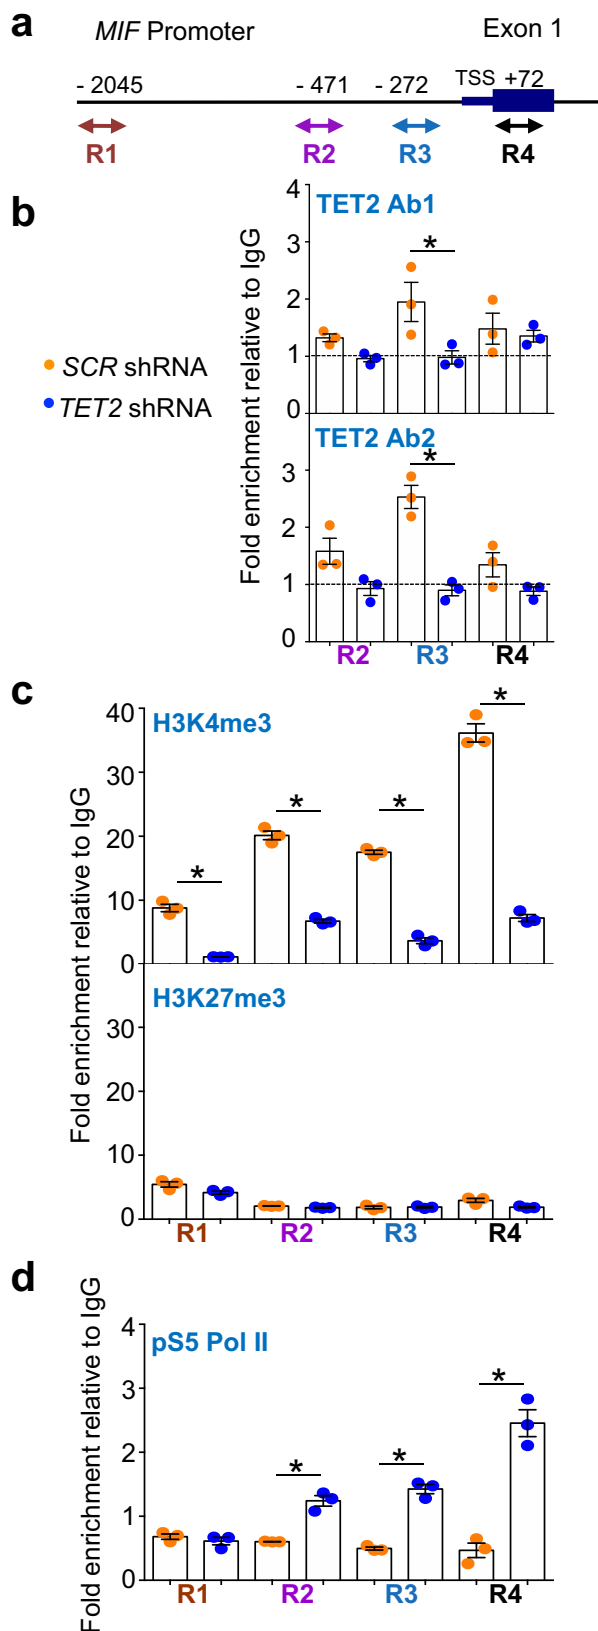 a
MIF Promoter
Exon 1
- 2045
- 471
- 272
TSS
+72
R1
R2
R3
R4
b
SCR shRNA
TET2 shRNA
Fold enrichment relative to IgG
TET2 Ab1
*
4
3
2
1
0
TET2 Ab2
*
3
2
1
0
R2
R3
R4
c
Fold enrichment relative to IgG
H3K4me3
*
*
*
*
40
30
20
10
0
H3K27me3
30
20
10
0
R1
R2
R3
R4
d
Fold enrichment relative to IgG
pS5 Pol II
*
*
*
4
3
2
1
0
R1
R2
R3
R4